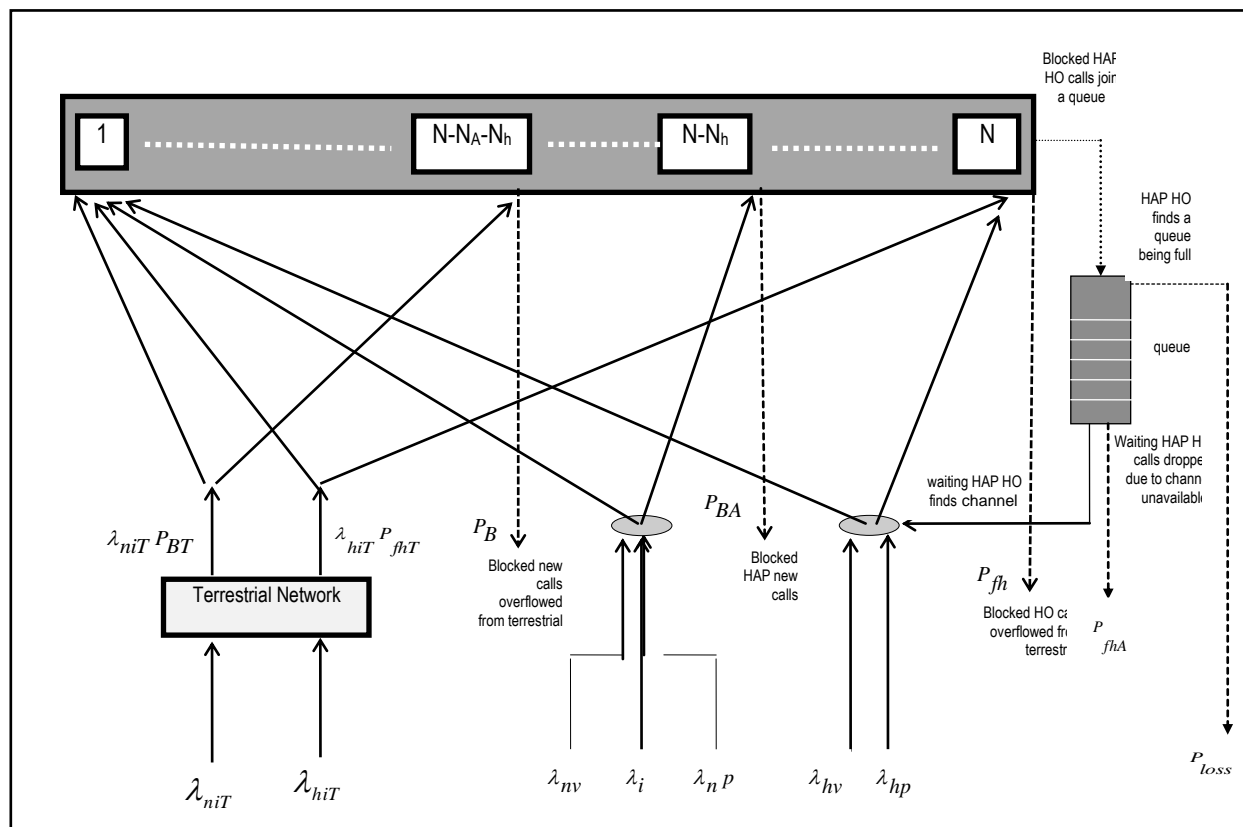 Blocked HAP
HO calls join
a queue
1
N-N_A-N_h
N-N_h
N
HAP HO
finds a
queue
being full
queue
Waiting HAP H
calls droppe
due to chann
unavailable
waiting HAP HO
finds channel
λ_niT P_BT
λ_hiT P_fhT
P_B
Blocked new
calls
overflowed
from terrestrial
P_BA
Blocked
HAP new
calls
P_fh
Blocked HO ca
overflowed fr
terrestr
P_fhA
Terrestrial Network
λ_niT
λ_hiT
λ_nv
λ_i
λ_n p
λ_hv
λ_hp
P_loss